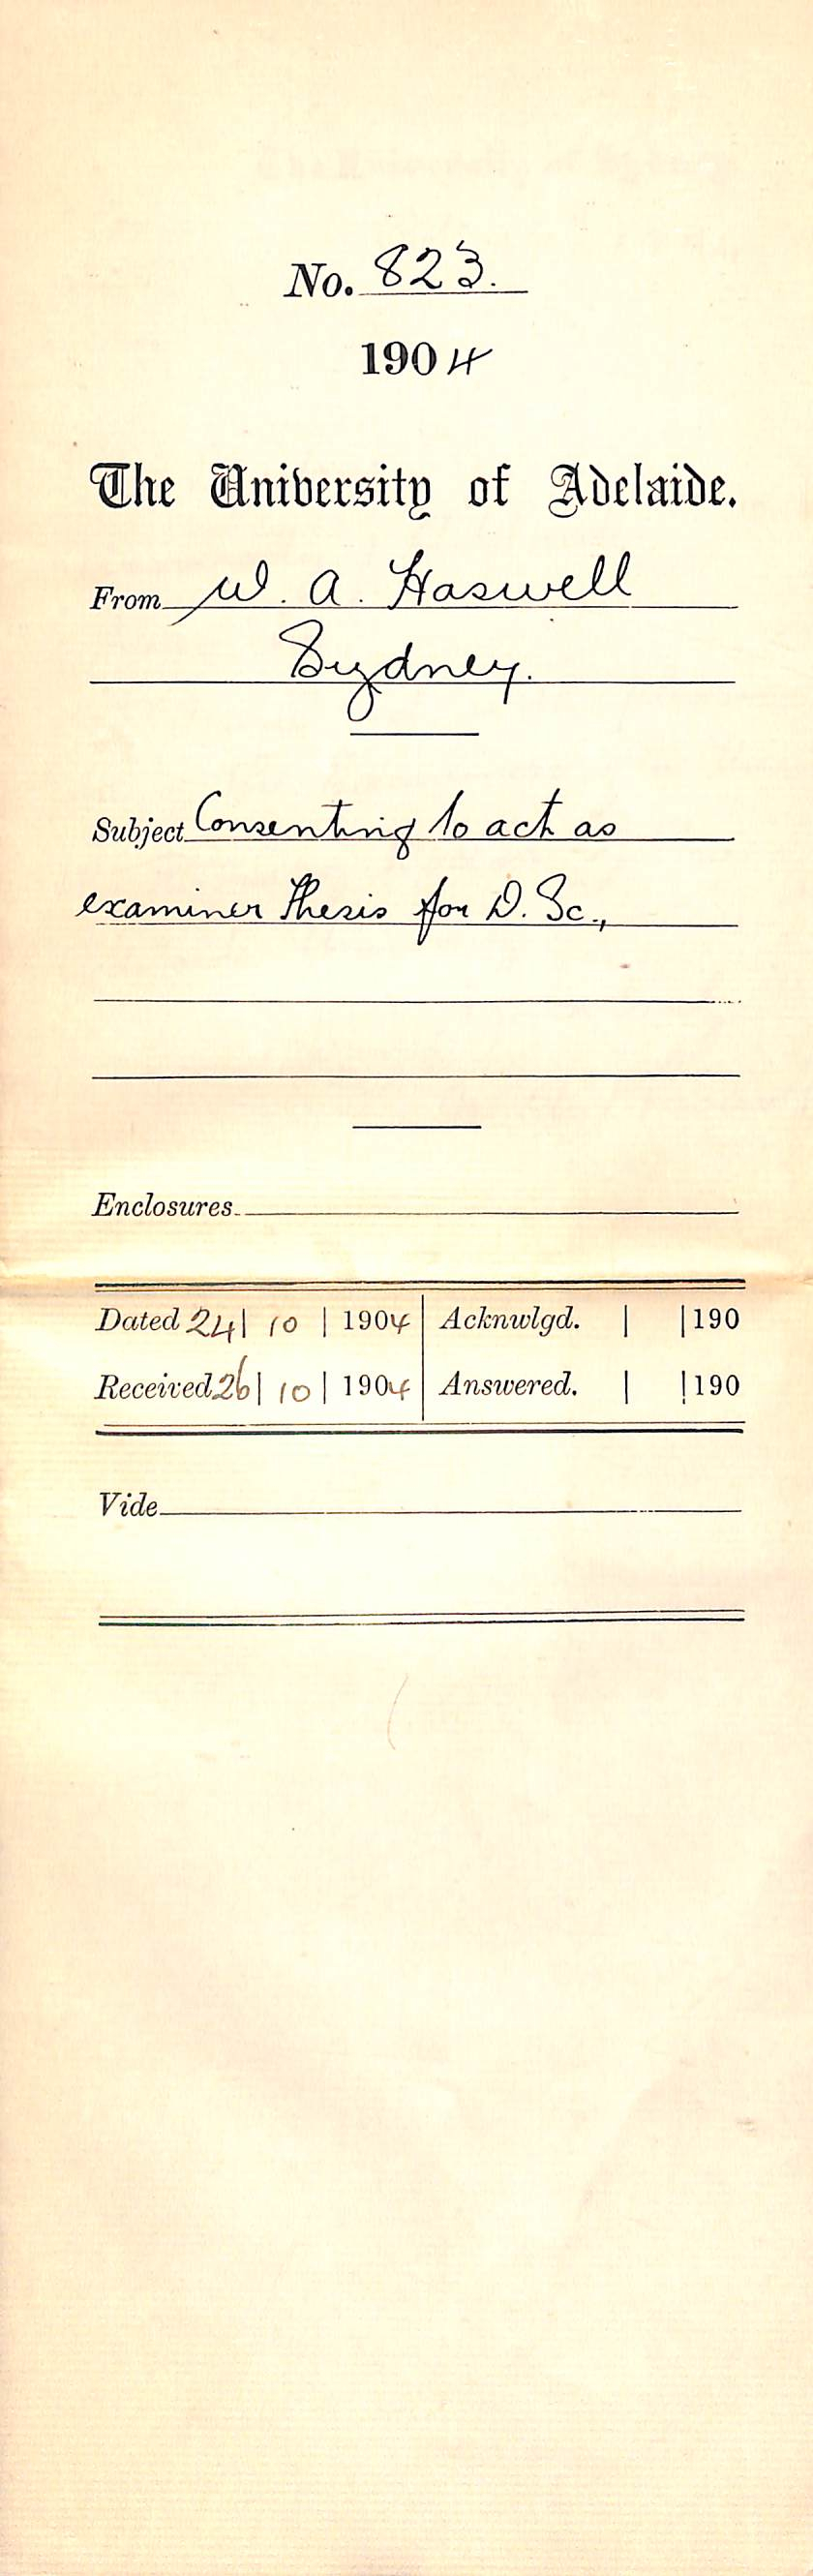 No. 823.
1904
The University of Adelaide.
From W. A. Haswell
Sydney.
Subject Consenting to act as
examiner Thesis for D. Sc.,
Enclosures
Dated 24| 10 | 1904 Acknwlgd. | |190
Received 26| 10 | 1904 Answered. | |190
Vide